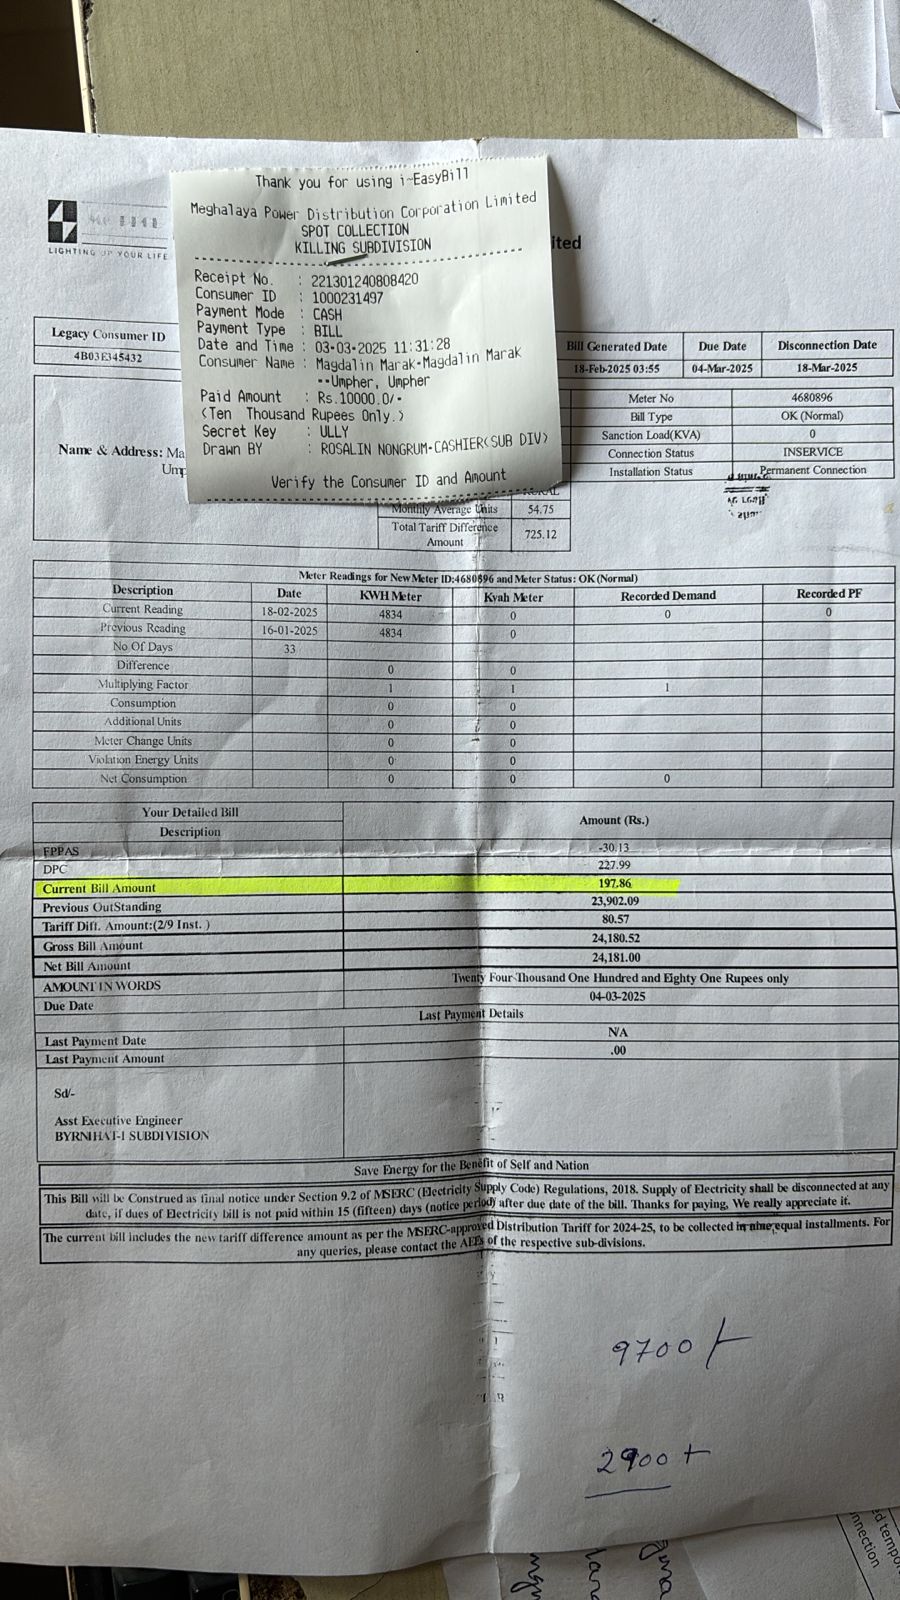 Thank you for using i~EasyBill
Meghalaya Power Distribution Corporation Limited
SPOT COLLECTION
KILLING SUBDIVISION
Receipt No. : 221301240808420
Consumer ID : 1000231497
Payment Mode : CASH
Payment Type : BILL
Date and Time : 03-03-2025 11:31:28
Consumer Name : Magdalin Marak-Magdalin Marak
--Umpher, Umpher
Paid Amount : Rs.10000.0/-
(Ten Thousand Rupees Only.)
Secret Key : ULLY
Drawn BY : ROSALIN NONGRUM-CASHIER(SUB DIV)
Verify the Consumer ID and Amount
LIGHTING UP YOUR LIFE
ited
Legacy Consumer ID Bill Generated Date Due Date Disconnection Date
4B03E345432 18-Feb-2025 03:55 04-Mar-2025 18-Mar-2025
Meter No 4680896
Bill Type OK (Normal)
Sanction Load(KVA) 0
Connection Status INSERVICE
Installation Status Permanent Connection
Name & Address: Ma
Ump
RURAL
Monthly Average Units 54.75
Total Tariff Difference Amount 725.12
Meter Readings for New Meter ID:4680896 and Meter Status: OK (Normal)
Description Date KWH Meter Kvah Meter Recorded Demand Recorded PF
Current Reading 18-02-2025 4834 0 0 0
Previous Reading 16-01-2025 4834 0
No Of Days 33
Difference 0 0
Multiplying Factor 1 1 1
Consumption 0 0
Additional Units 0 0
Meter Change Units 0 0
Violation Energy Units 0 0
Net Consumption 0 0 0
Your Detailed Bill
Description Amount (Rs.)
FPPAS -30.13
DPC 227.99
Current Bill Amount 197.86
Previous OutStanding 23,902.09
Tariff Diff. Amount:(2/9 Inst. ) 80.57
Gross Bill Amount 24,180.52
Net Bill Amount 24,181.00
AMOUNT IN WORDS Twenty Four Thousand One Hundred and Eighty One Rupees only
Due Date 04-03-2025
Last Payment Details
Last Payment Date N/A
Last Payment Amount .00
Sd/-
Asst Executive Engineer
BYRNIHAT-I SUBDIVISION
Save Energy for the Benefit of Self and Nation
This Bill will be Construed as final notice under Section 9.2 of MSERC (Electricity Supply Code) Regulations, 2018. Supply of Electricity shall be disconnected at any
date, if dues of Electricity bill is not paid within 15 (fifteen) days (notice period) after due date of the bill. Thanks for paying, We really appreciate it.
The current bill includes the new tariff difference amount as per the MSERC-approved Distribution Tariff for 2024-25, to be collected in nine equal installments. For
any queries, please contact the AEEs of the respective sub-divisions.
9700/-
2900
nnection